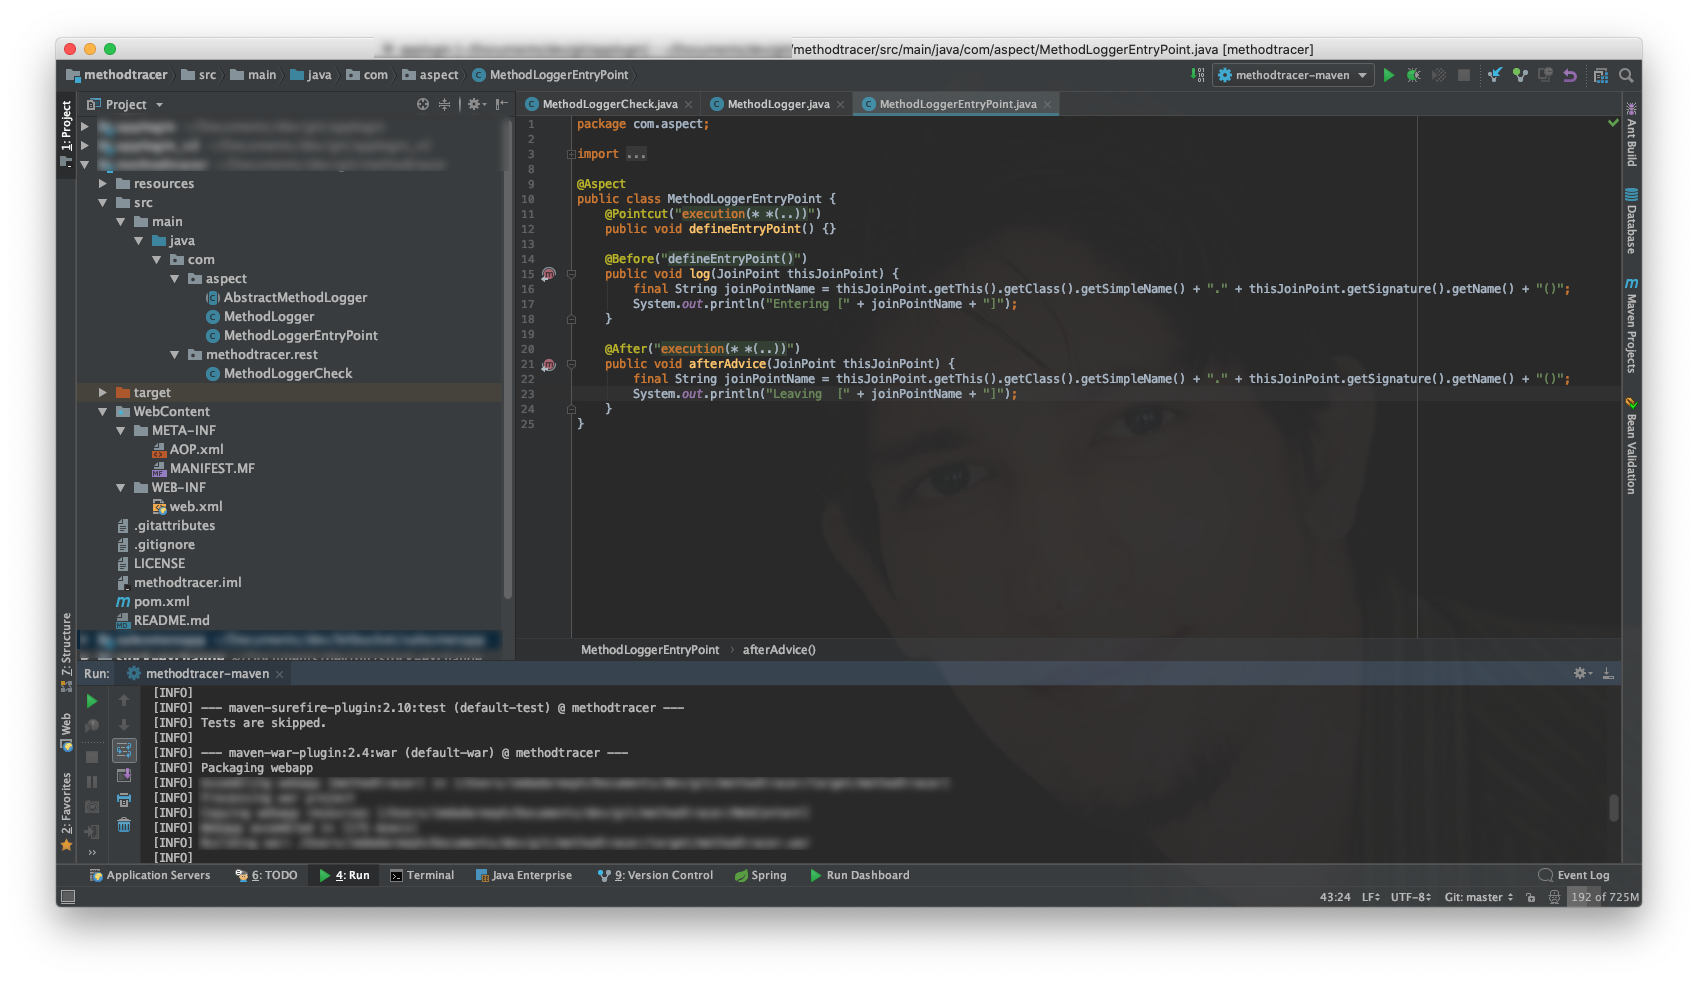 /methodtracer/src/main/java/com/aspect/MethodLoggerEntryPoint.java [methodtracer]
methodtracer src main java com aspect MethodLoggerEntryPoint
methodtracer-maven
1: Project
Project
resources
src
main
java
com
aspect
AbstractMethodLogger
MethodLogger
MethodLoggerEntryPoint
methodtracer.rest
MethodLoggerCheck
target
WebContent
META-INF
AOP.xml
MANIFEST.MF
WEB-INF
web.xml
.gitattributes
.gitignore
LICENSE
methodtracer.iml
pom.xml
README.md
MethodLoggerCheck.java MethodLogger.java MethodLoggerEntryPoint.java
1 package com.aspect;
2
3 import ...
8
9 @Aspect
10 public class MethodLoggerEntryPoint {
11 @Pointcut("execution(* *(..))")
12 public void defineEntryPoint() {}
13
14 @Before("defineEntryPoint()")
15 public void log(JoinPoint thisJoinPoint) {
16 final String joinPointName = thisJoinPoint.getThis().getClass().getSimpleName() + "." + thisJoinPoint.getSignature().getName() + "()";
17 System.out.println("Entering [" + joinPointName + "]");
18 }
19
20 @After("execution(* *(..))")
21 public void afterAdvice(JoinPoint thisJoinPoint) {
22 final String joinPointName = thisJoinPoint.getThis().getClass().getSimpleName() + "." + thisJoinPoint.getSignature().getName() + "()";
23 System.out.println("Leaving  [" + joinPointName + "]");
24 }
25 }
MethodLoggerEntryPoint afterAdvice()
Ant Build
Database
Maven Projects
Bean Validation
Z: Structure
Web
2: Favorites
Run: methodtracer-maven
[INFO]
[INFO] --- maven-surefire-plugin:2.10:test (default-test) @ methodtracer ---
[INFO] Tests are skipped.
[INFO]
[INFO] --- maven-war-plugin:2.4:war (default-war) @ methodtracer ---
[INFO] Packaging webapp
[INFO]
[INFO]
[INFO]
[INFO]
[INFO]
[INFO]
Application Servers 6: TODO 4: Run Terminal Java Enterprise 9: Version Control Spring Run Dashboard Event Log
43:24 LF UTF-8 Git: master 192 of 725M